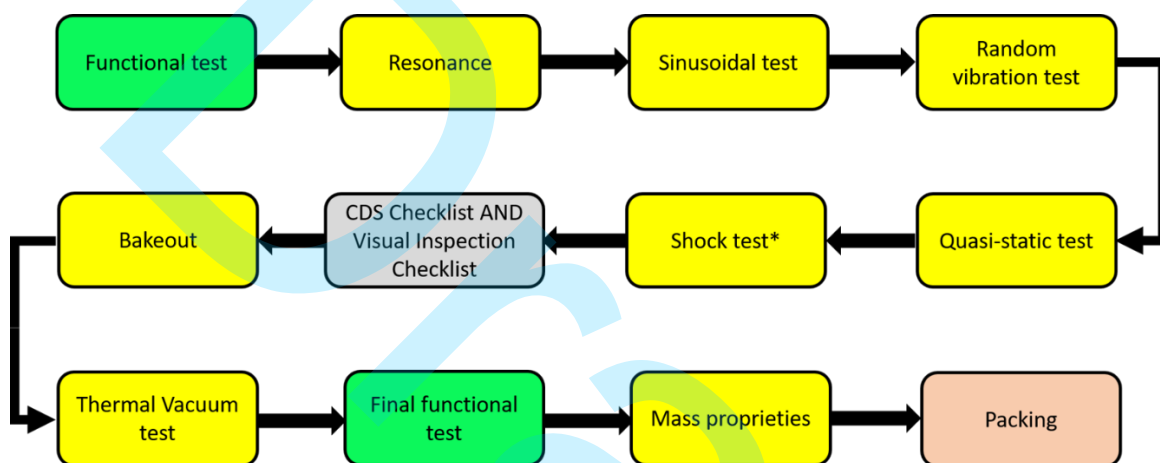 Functional test
Resonance
Sinusoidal test
Random
vibration test
Quasi-static test
Shock test*
CDS Checklist AND
Visual Inspection
Checklist
Bakeout
Thermal Vacuum
test
Final functional
test
Mass proprieties
Packing